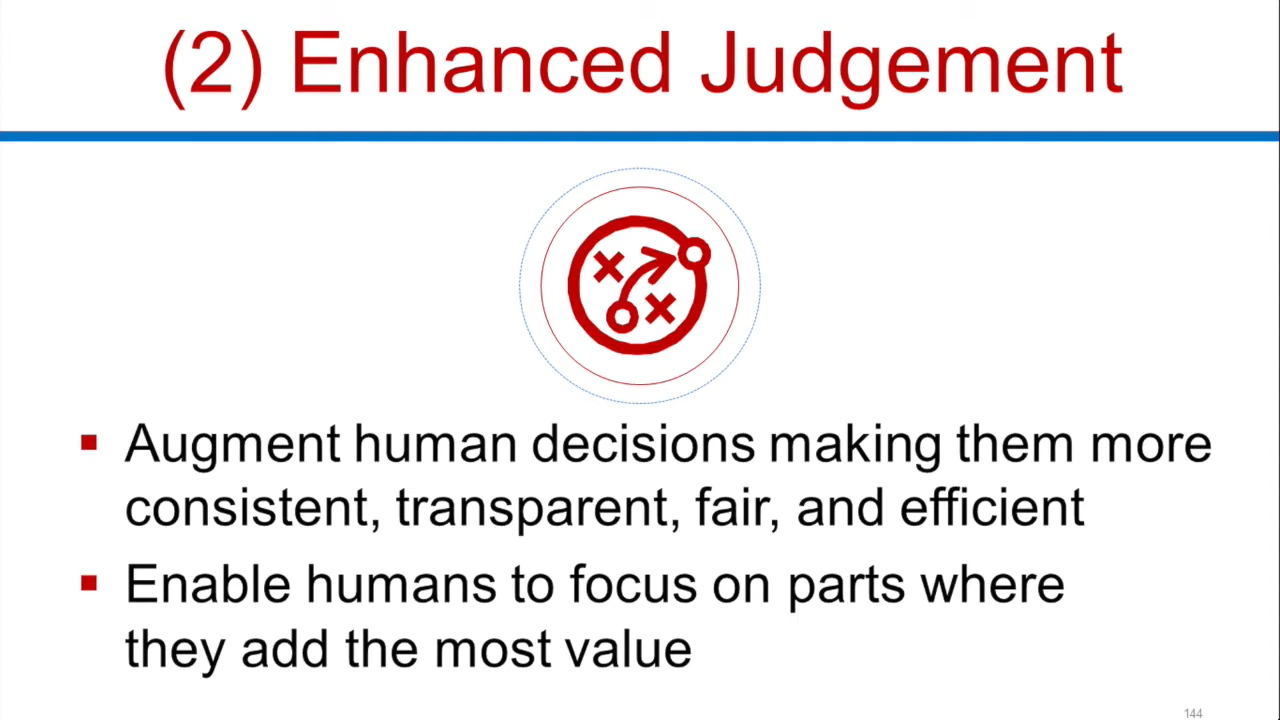 (2) Enhanced Judgement
Augment human decisions making them more
consistent, transparent, fair, and efficient
Enable humans to focus on parts where
they add the most value
144